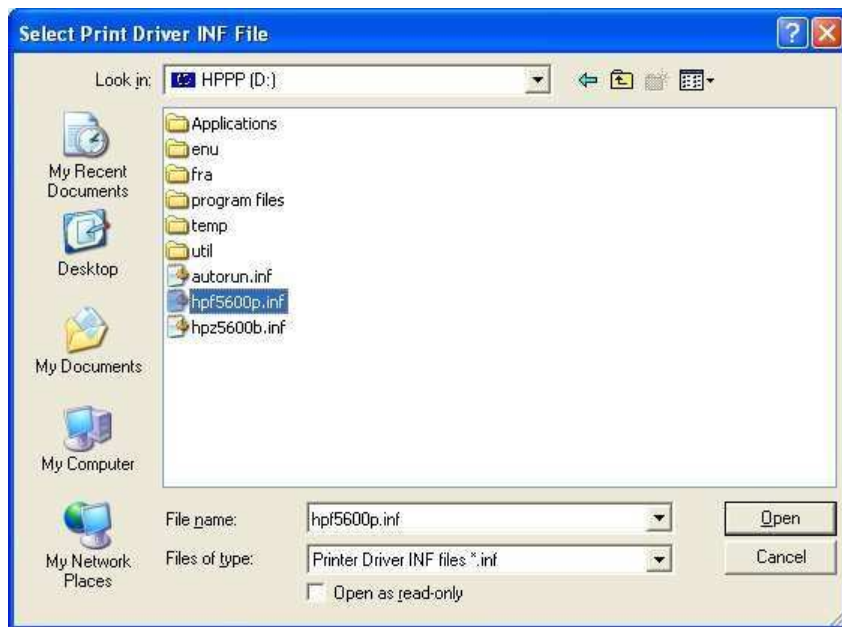 Select Print Driver INF File
Look in:
HPPP (D:)
My Recent
Documents
Desktop
My Documents
My Computer
My Network
Places
Applications
enu
fra
program files
temp
util
autorun.inf
hpf5600p.inf
hpz5600b.inf
File name:
hpf5600p.inf
Open
Files of type:
Printer Driver INF files *.inf
Cancel
Open as read-only